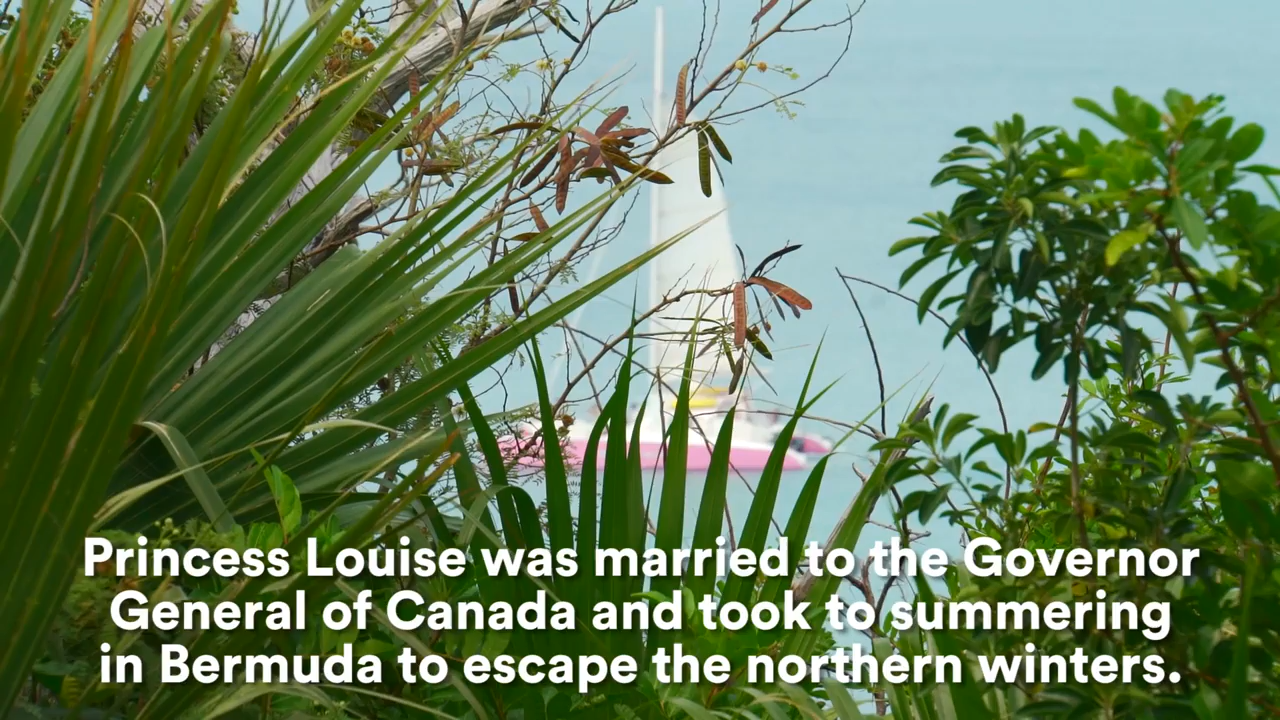 Princess Louise was married to the Governor
General of Canada and took to summering
in Bermuda to escape the northern winters.